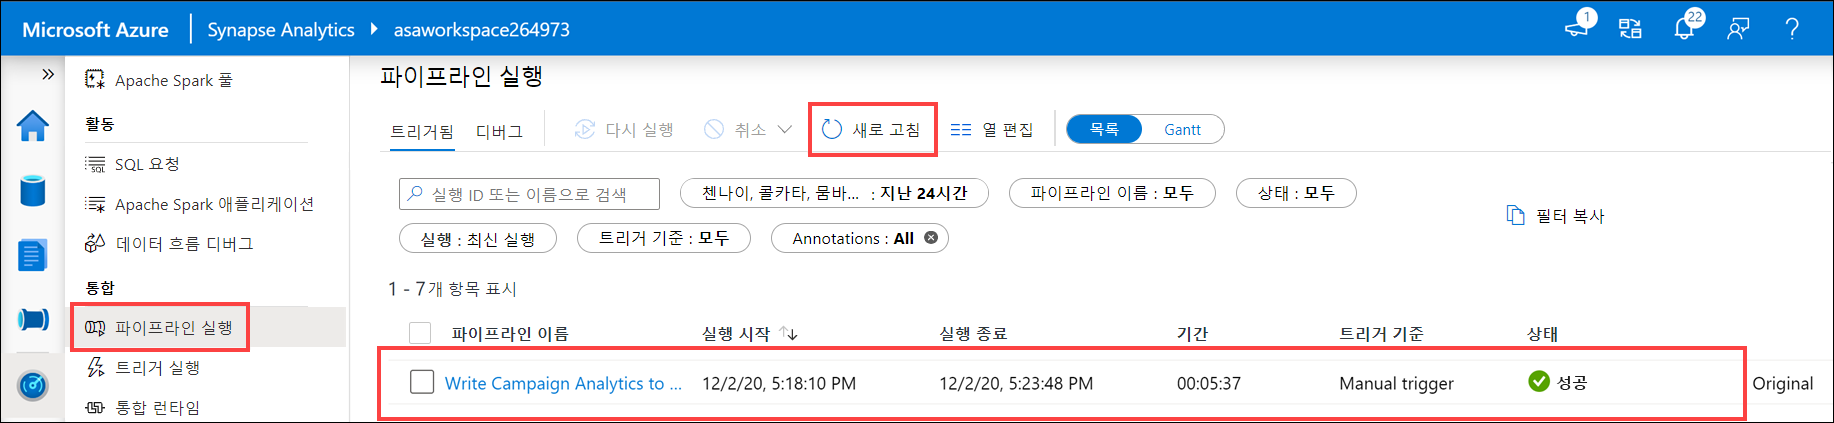 Microsoft Azure Synapse Analytics asaworkspace264973 1 22 ?
Apache Spark 풀
활동
SQL 요청
Apache Spark 애플리케이션
데이터 흐름 디버그
통합
파이프라인 실행
트리거 실행
통합 런타임
파이프라인 실행
트리거됨 디버그 다시 실행 취소 새로 고침 열 편집 목록 Gantt
실행 ID 또는 이름으로 검색 첸나이, 콜카타, 뭄바... : 지난 24시간 파이프라인 이름 : 모두 상태 : 모두
필터 복사
실행 : 최신 실행 트리거 기준 : 모두 Annotations : All
1 - 7개 항목 표시
파이프라인 이름 실행 시작 실행 종료 기간 트리거 기준 상태
Write Campaign Analytics to ... 12/2/20, 5:18:10 PM 12/2/20, 5:23:48 PM 00:05:37 Manual trigger 성공 Original